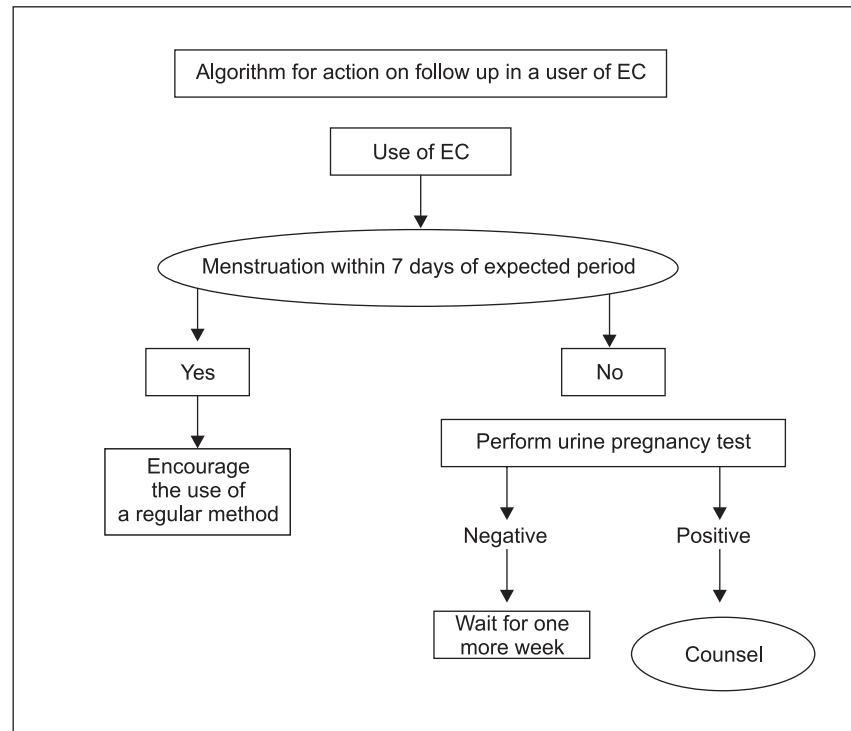 Algorithm for action on follow up in a user of EC
Use of EC
Menstruation within 7 days of expected period
Yes
No
Encourage
the use of
a regular method
Perform urine pregnancy test
Negative
Positive
Wait for one
more week
Counsel